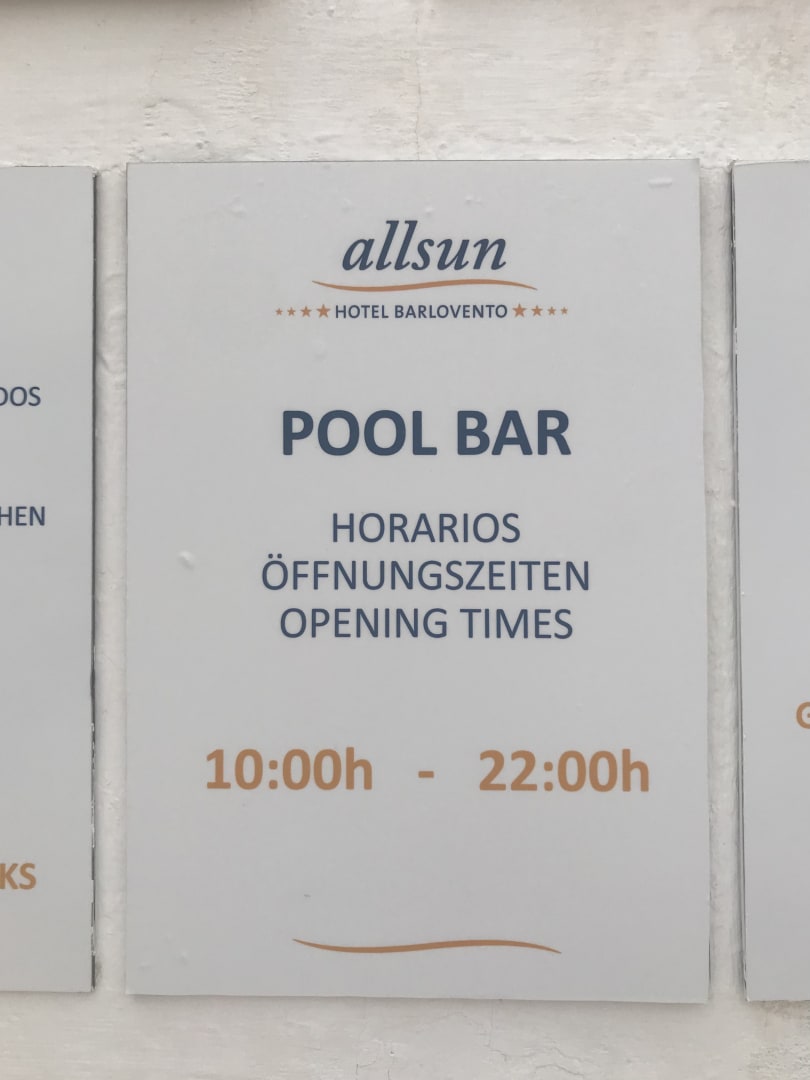 allsun
HOTEL BARLOVENTO
POOL BAR
HORARIOS
ÖFFNUNGSZEITEN
OPENING TIMES
10:00h - 22:00h